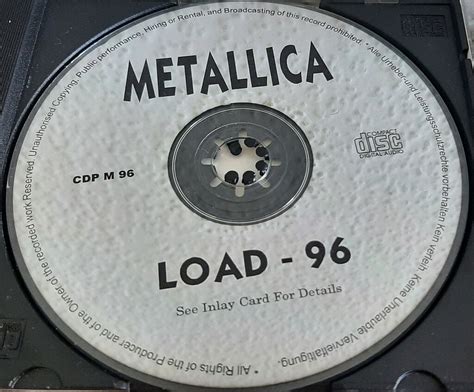 METALLICA
COMPACT
disc
DIGITAL AUDIO
CDP M 96
LOAD - 96
See Inlay Card For Details
* All Rights of the Producer and of the Owner of the recorded work Reserved. Unauthorised Copying, Public performance, Hiring or Rental, and Broadcasting of this record prohibited. * Alle Urheber-und Leistungsschutzrechte vorbehalten Kein verleih Keine Unerlaubte Vervielfaltigung.